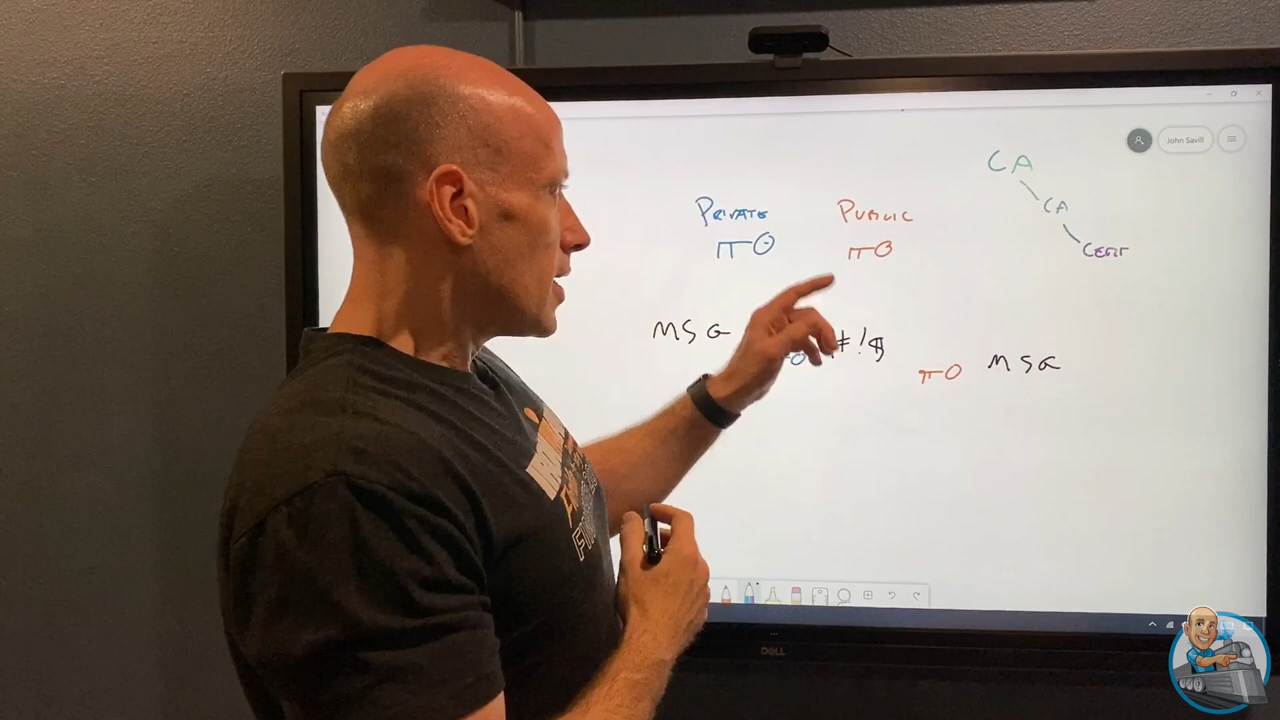 John Savill
CA
CA
CERT
PRIVATE
PUBLIC
MSG
#!$
MSG
DELL